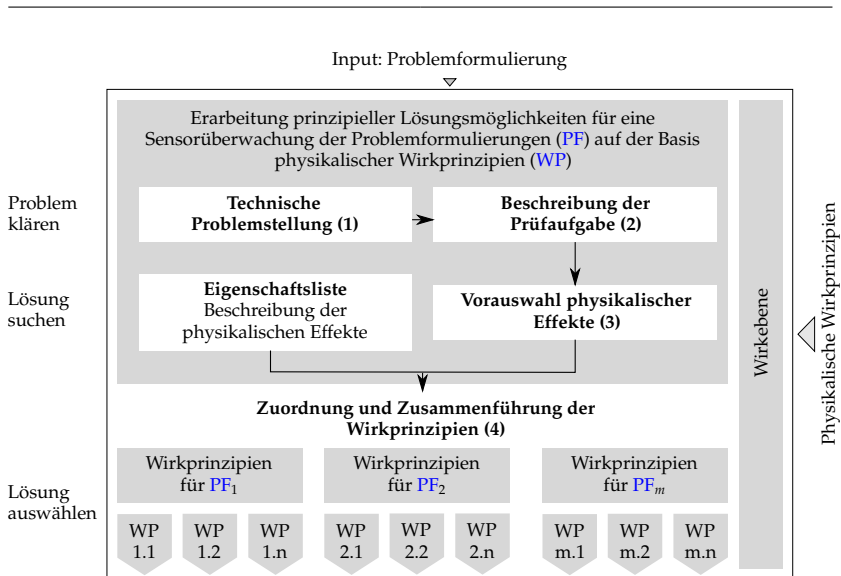 Input: Problemformulierung
Erarbeitung prinzipieller Lösungsmöglichkeiten für eine
Sensorüberwachung der Problemformulierungen (PF) auf der Basis
physikalischer Wirkprinzipien (WP)
Problem
klären
Technische
Problemstellung (1)
Beschreibung der
Prüfaufgabe (2)
Lösung
suchen
Eigenschaftsliste
Beschreibung der
physikalischen Effekte
Vorauswahl physikalischer
Effekte (3)
Zuordnung und Zusammenführung der
Wirkprinzipien (4)
Lösung
auswählen
Wirkprinzipien
für PF1
Wirkprinzipien
für PF2
Wirkprinzipien
für PFm
WP
1.1
WP
1.2
WP
1.n
WP
2.1
WP
2.2
WP
2.n
WP
m.1
WP
m.2
WP
m.n
Wirkebene
Physikalische Wirkprinzipien